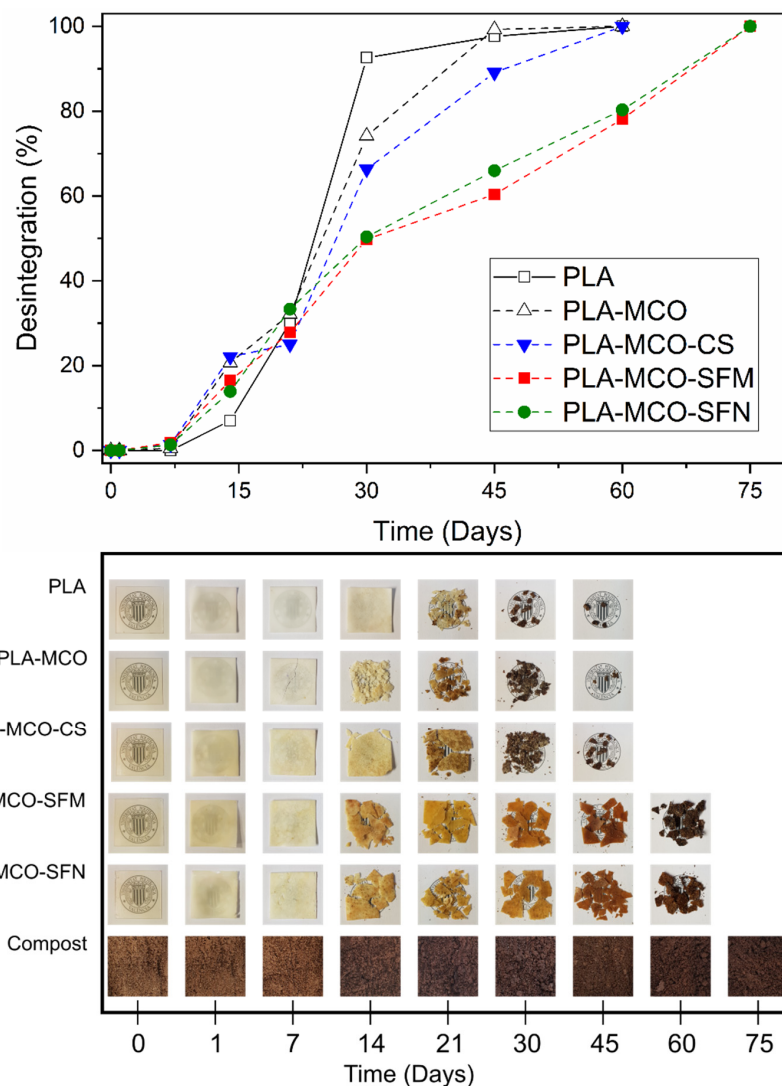 100
80
60
40
20
0
Desintegration (%)
PLA
PLA-MCO
PLA-MCO-CS
PLA-MCO-SFM
PLA-MCO-SFN
0 15 30 45 60 75
Time (Days)
PLA
PLA-MCO
-MCO-CS
MCO-SFM
MCO-SFN
Compost
0 1 7 14 21 30 45 60 75
Time (Days)